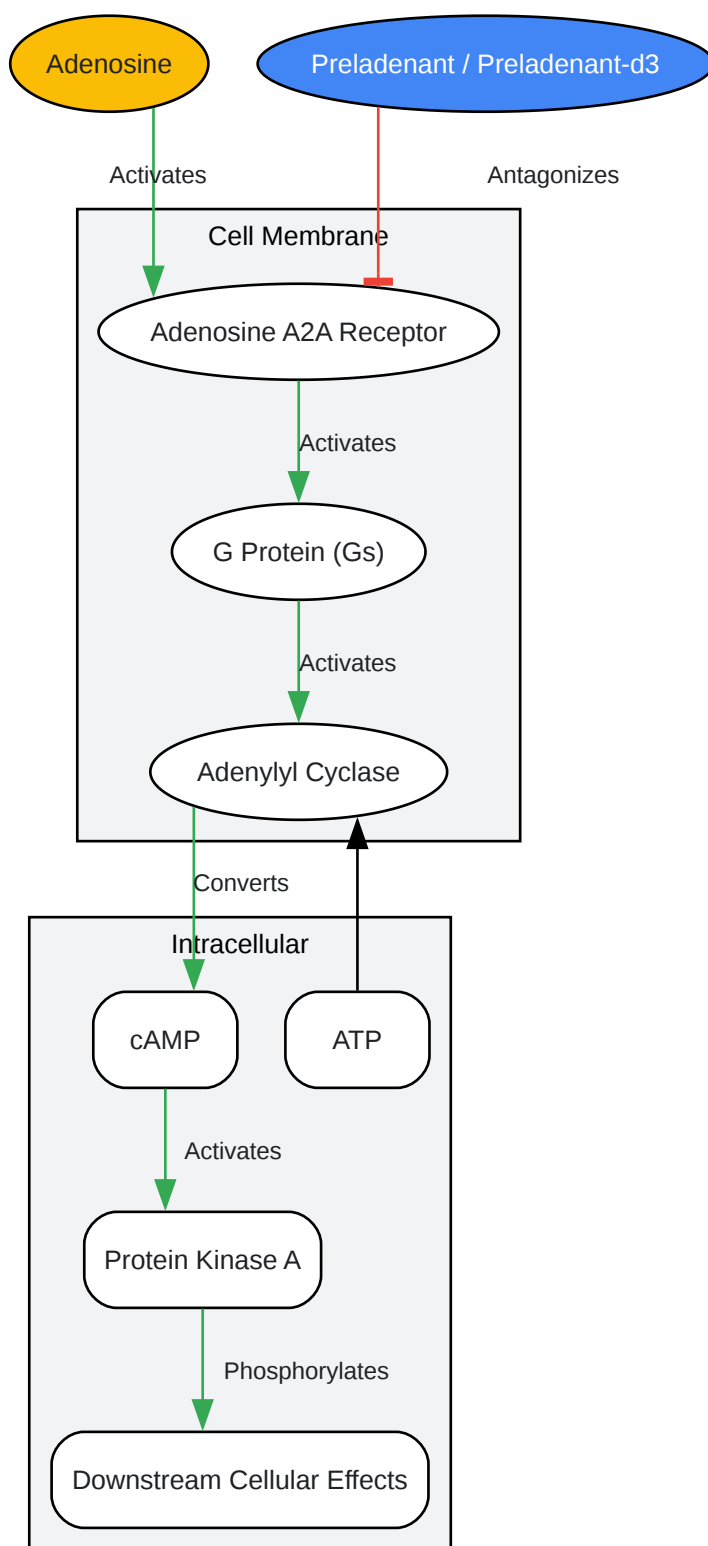 Adenosine
Preladenant / Preladenant-d3
Activates
Antagonizes
Cell Membrane
Adenosine A2A Receptor
Activates
G Protein (Gs)
Activates
Adenylyl Cyclase
Converts
Intracellular
cAMP
ATP
Activates
Protein Kinase A
Phosphorylates
Downstream Cellular Effects